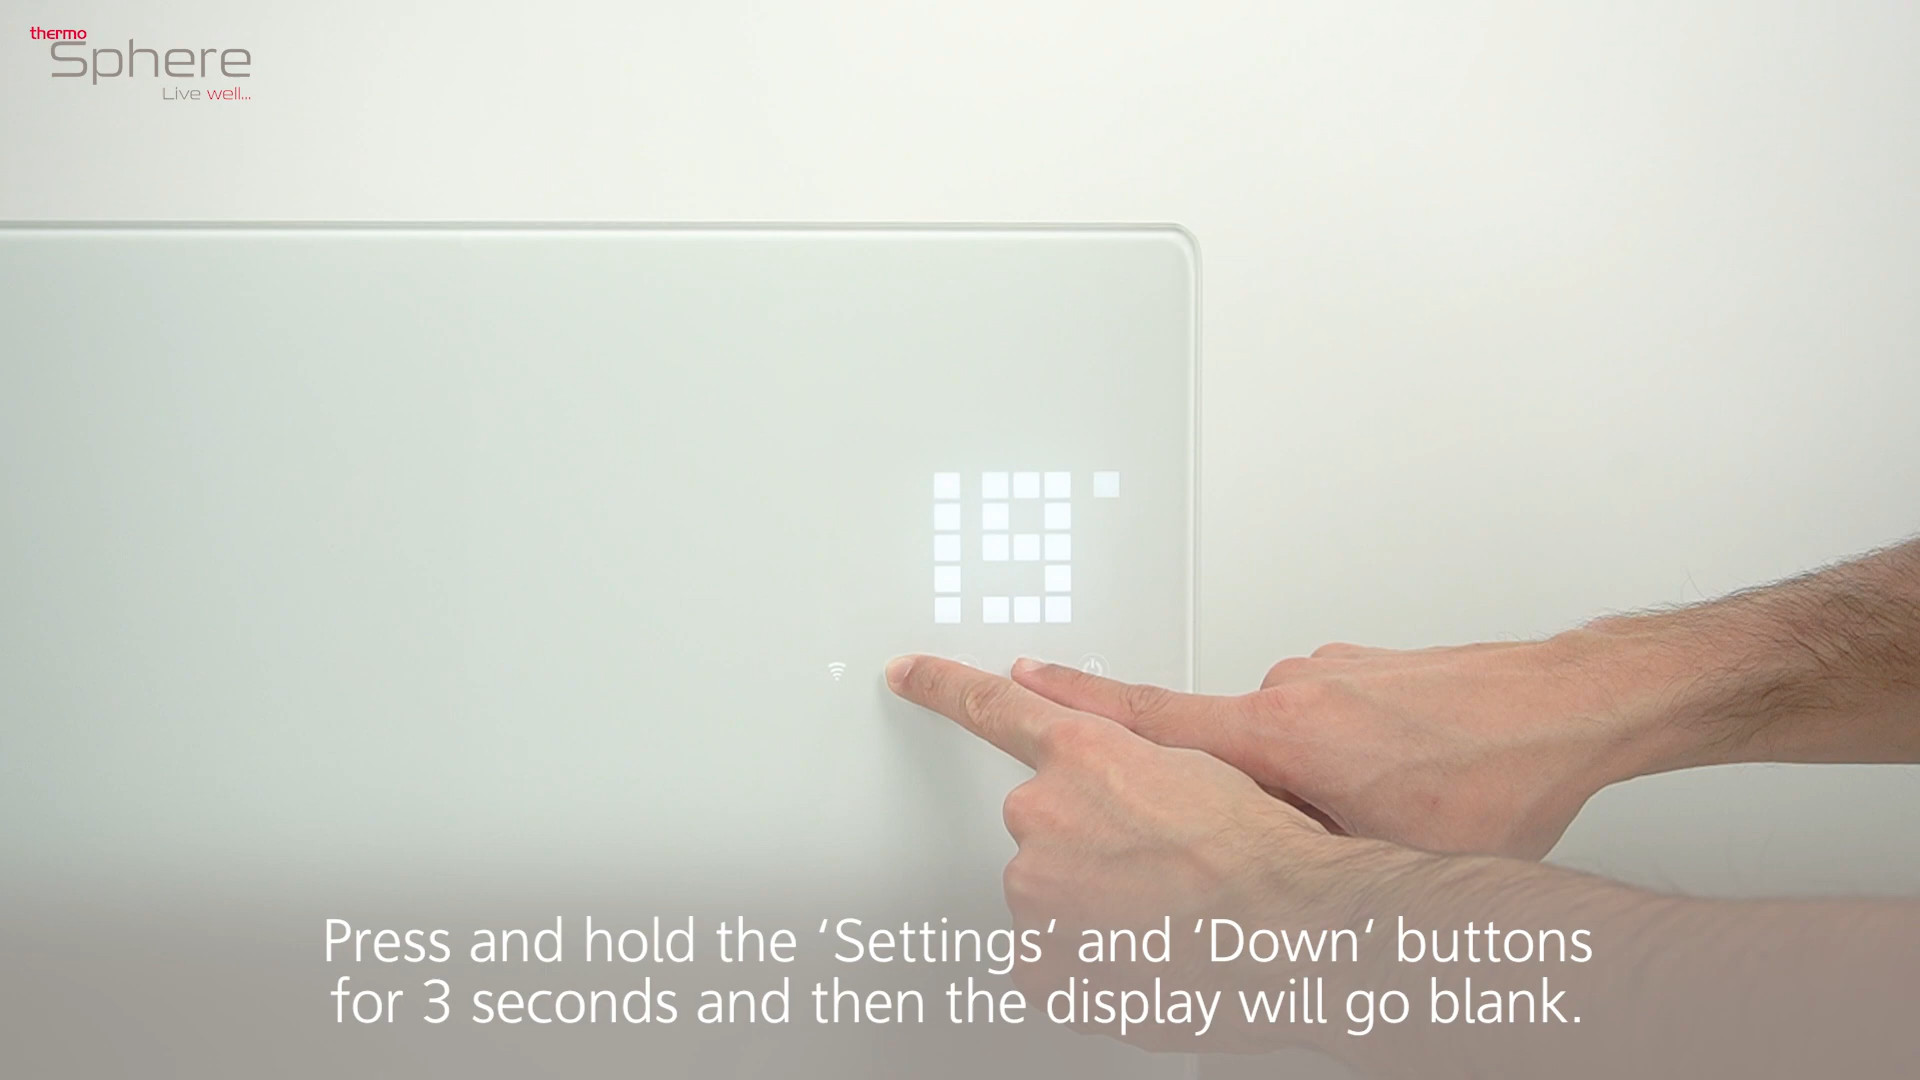 thermo
Sphere
Live well...
19
Press and hold the ‘Settings‘ and ‘Down‘ buttons
for 3 seconds and then the display will go blank.